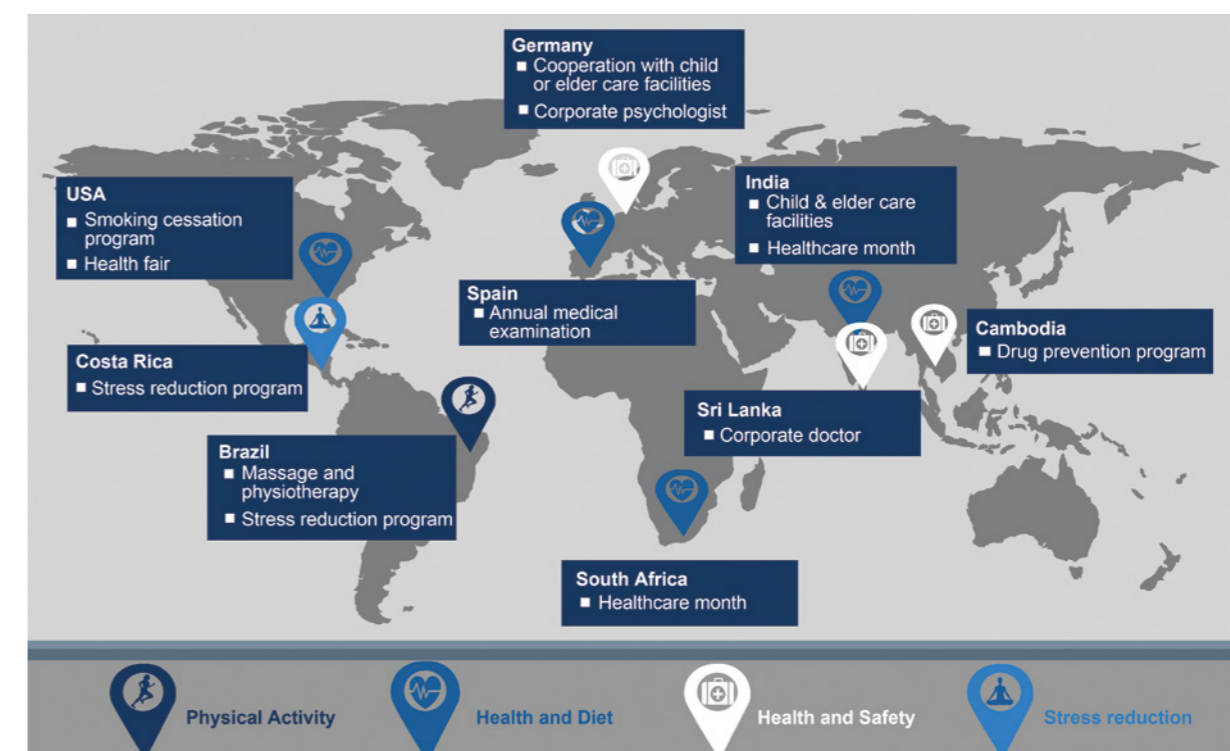 Germany
■ Cooperation with child
or elder care facilities
■ Corporate psychologist
USA
■ Smoking cessation
program
■ Health fair
India
■ Child & elder care
facilities
■ Healthcare month
Spain
■ Annual medical
examination
Cambodia
■ Drug prevention program
Costa Rica
■ Stress reduction program
Sri Lanka
■ Corporate doctor
Brazil
■ Massage and
physiotherapy
■ Stress reduction program
South Africa
■ Healthcare month
Physical Activity
Health and Diet
Health and Safety
Stress reduction